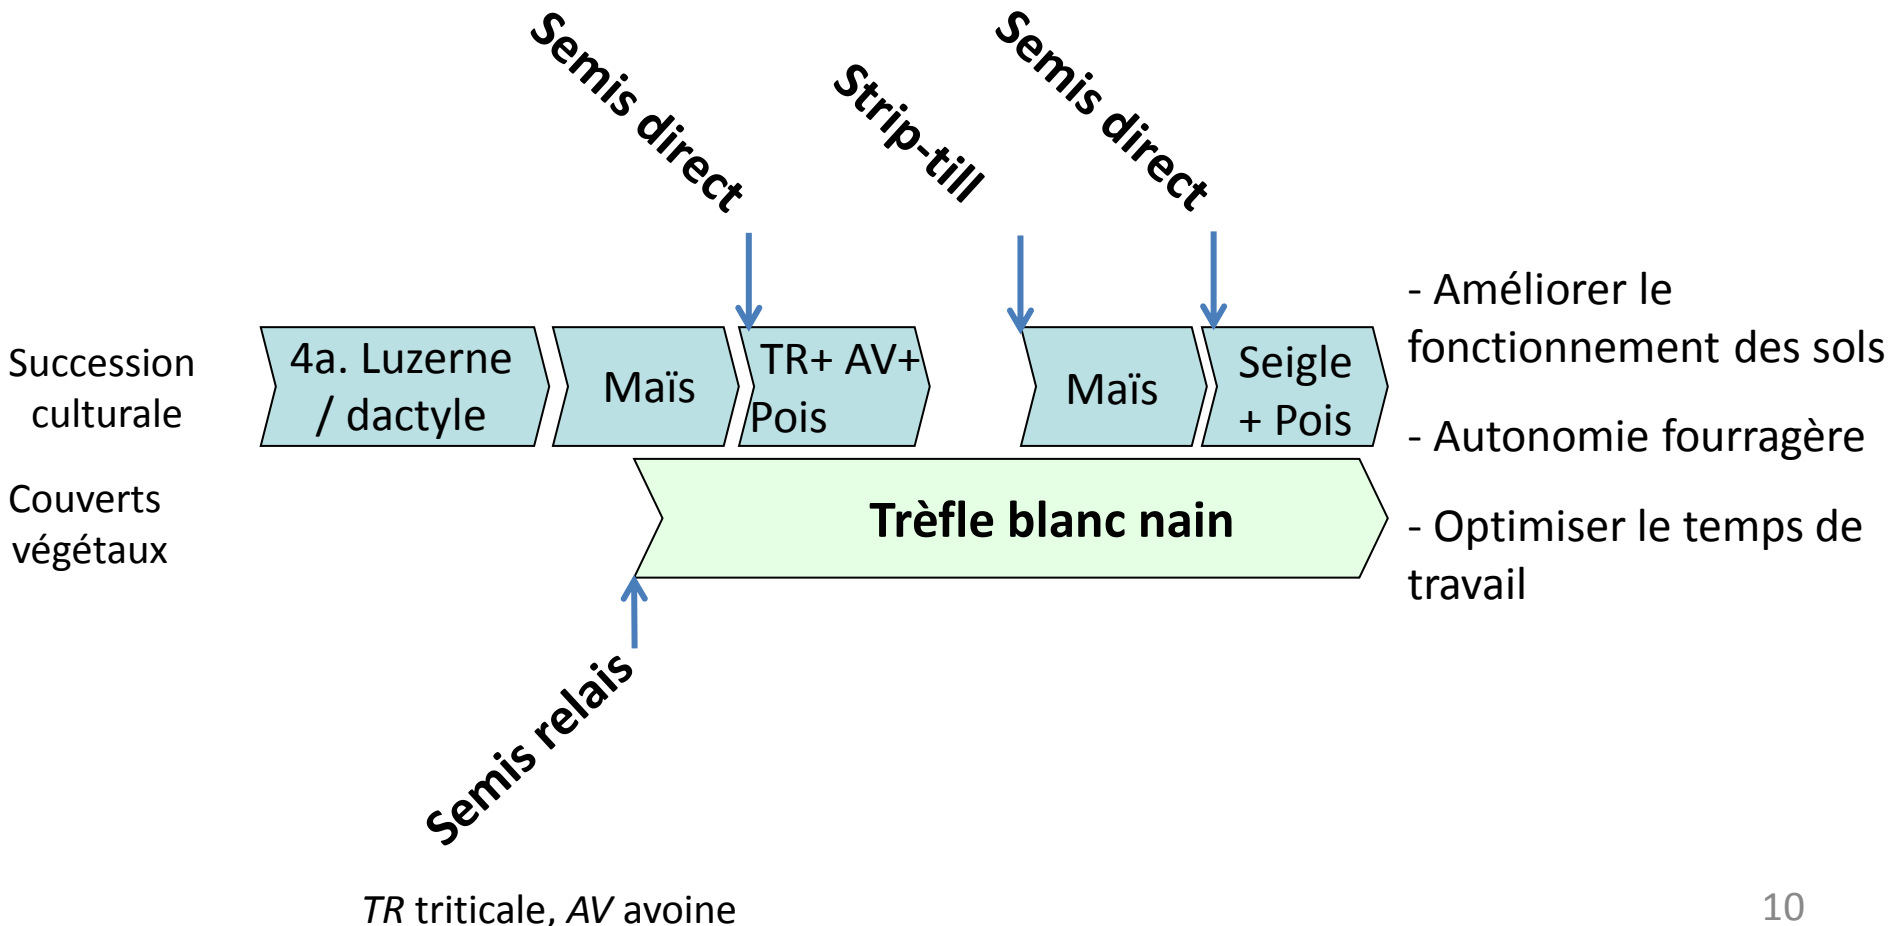 Semis direct
Strip-till
Semis direct
Succession
culturale
4a. Luzerne
/ dactyle
Maïs
TR+ AV+
Pois
Maïs
Seigle
+ Pois
- Améliorer le
fonctionnement des sols
- Autonomie fourragère
- Optimiser le temps de
travail
Couverts
végétaux
Trèfle blanc nain
Semis relais
TR triticale, AV avoine
10